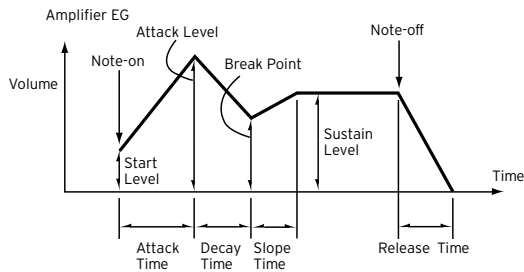 Amplifier EG
Attack Level
Note-off
Note-on
Break Point
Volume
Sustain
Level
Start
Level
Time
Attack
Time
Decay
Time
Slope
Time
Release Time